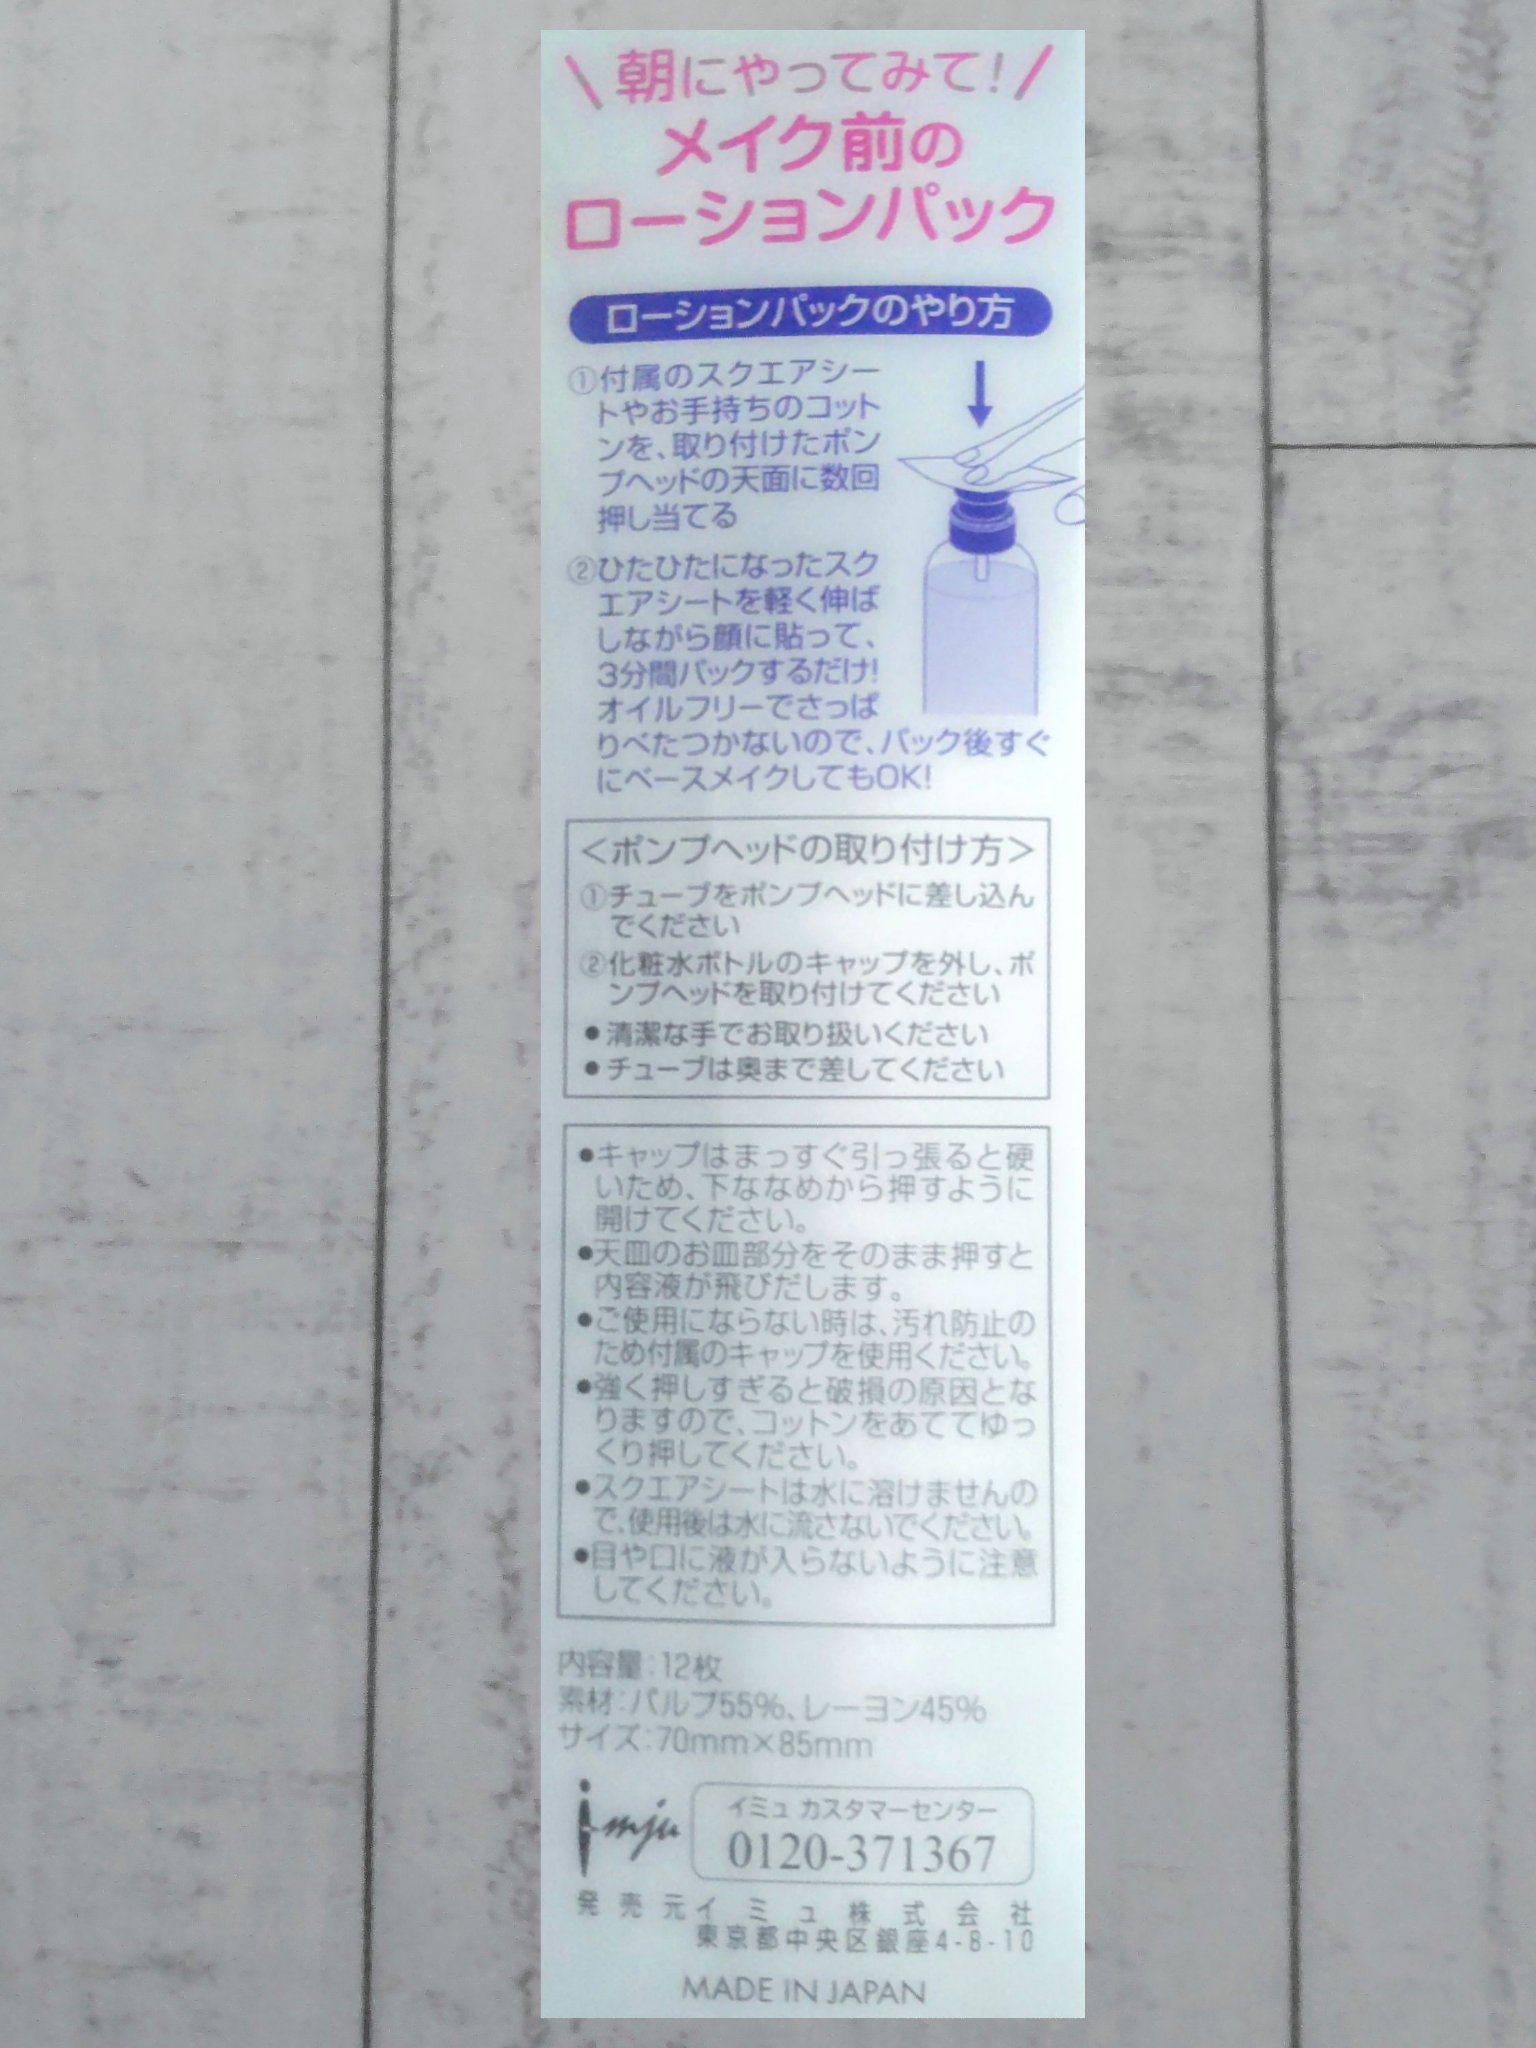 \ 朝にやってみて! /
メイク前の
ローションパック
ローションパックのやり方
①付属のスクエアシー
トやお手持ちのコット
ンを、取り付けたポン
プヘッドの天面に数回
押し当てる
②ひたひたになったスク
エアシートを軽く伸ば
しながら顔に貼って、
3分間パックするだけ!
オイルフリーでさっぱ
りべたつかないので、パック後すぐ
にベースメイクしてもOK!
<ポンプヘッドの取り付け方>
①チューブをポンプヘッドに差し込ん
でください
②化粧水ボトルのキャップを外し、ポ
ンプヘッドを取り付けてください
●清潔な手でお取り扱いください
●チューブは奥まで差してください
●キャップはまっすぐ引っ張ると硬
いため、下ななめから押すように
開けてください。
●天皿のお皿部分をそのまま押すと
内容液が飛びだします。
●ご使用にならない時は、汚れ防止の
ため付属のキャップを使用ください。
●強く押しすぎると破損の原因とな
りますので、コットンをあててゆっ
くり押してください。
●スクエアシートは水に溶けませんの
で、使用後は水に流さないでください。
●目や口に液が入らないように注意
してください。
内容量:12枚
素材:パルプ55%、レーヨン45%
サイズ:70mm×85mm
imju
イミュ カスタマーセンター
0120-371367
発売元イミュ株式会社
東京都中央区銀座4-8-10
MADE IN JAPAN